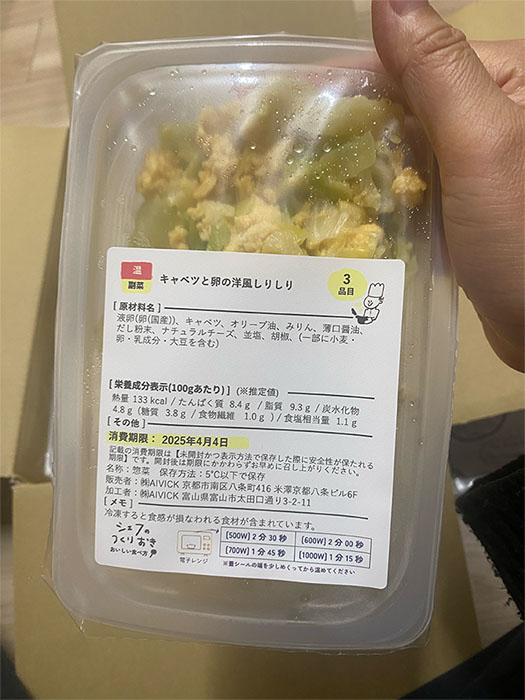 温
副菜
キャベツと卵の洋風しりしり
3
品目
[ 原材料名 ]
液卵(卵(国産))、キャベツ、オリーブ油、みりん、薄口醤油、
だし粉末、ナチュラルチーズ、並塩、胡椒、(一部に小麦・
卵・乳成分・大豆を含む)
[ 栄養成分表示(100gあたり) ] (※推定値)
熱量 133 kcal / たんぱく質 8.4 g / 脂質 9.3 g / 炭水化物
4.8 g (糖質 3.8 g / 食物繊維 1.0 g) / 食塩相当量 1.1 g
[ その他 ]
消費期限： 2025年4月4日
記載の消費期限は【未開封かつ表示方法で保存した際に安全性が保たれる
期限】です。開封後は期限にかかわらずお早めに召し上がりください。
名称：惣菜 保存方法：5℃以下で保存
販売者：㈱AIVICK 京都市南区八条町416 米澤京都八条ビル6F
加工者：㈱AIVICK 富山県富山市太田口通り3-2-11
[ メモ ]
冷凍すると食感が損なわれる食材が含まれています。
シェフの
つくりおき
おいしい食べ方
電子レンジ
[500W] 2 分 30 秒
[600W] 2 分 00 秒
[700W] 1 分 45 秒
[1000W] 1 分 15 秒
※蓋シールの端を少しめくってから温めてください